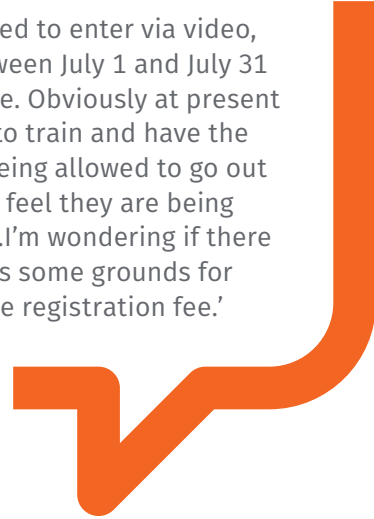 ed to enter via video,
ween July 1 and July 31
e. Obviously at present
to train and have the
eing allowed to go out
feel they are being
.I'm wondering if there
s some grounds for
e registration fee.’